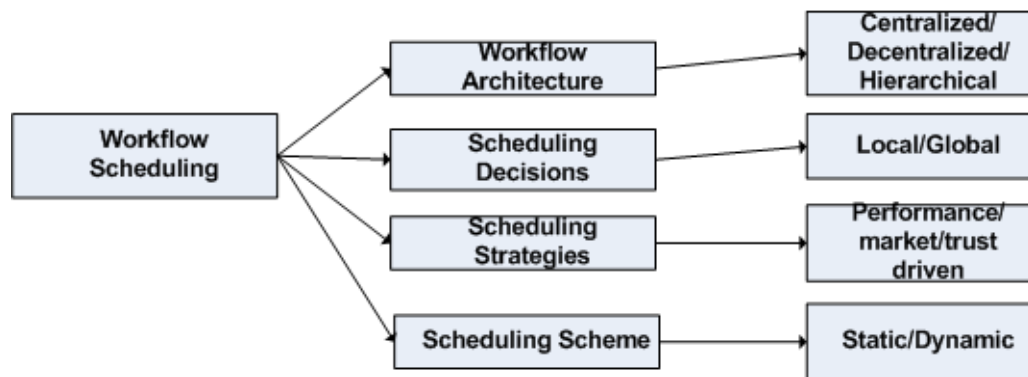 Workflow
Scheduling
Workflow
Architecture
Centralized/
Decentralized/
Hierarchical
Scheduling
Decisions
Local/Global
Scheduling
Strategies
Performance/
market/trust
driven
Scheduling Scheme
Static/Dynamic